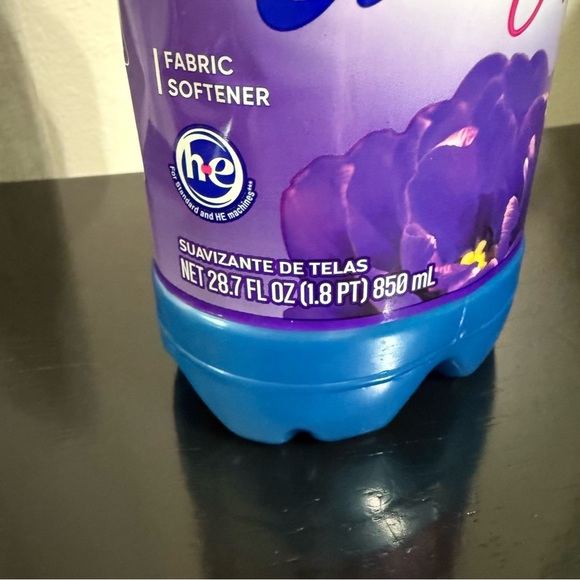 FABRIC
SOFTENER
he
For Standard and HE machines***
SUAVIZANTE DE TELAS
NET 28.7 FL OZ (1.8 PT) 850 mL